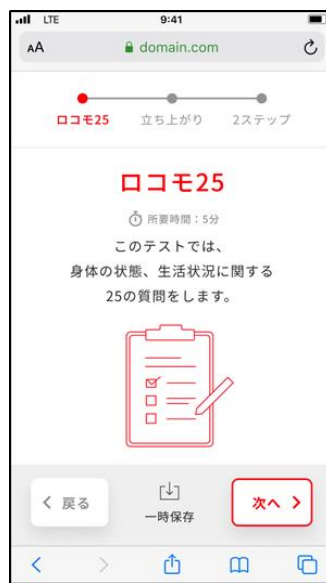 LTE
9:41
AA
domain.com
ロコモ25
立ち上がり
2ステップ
ロコモ25
所要時間：5分
このテストでは、
身体の状態、生活状況に関する
25の質問をします。
戻る
一時保存
次へ